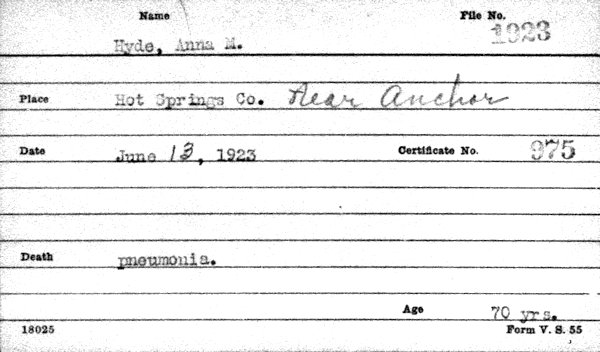 Name File No.
Hyde, Anna M. 1923
Place Hot Springs Co. Near Anchor
Date June 13, 1923 Certificate No. 975
Death pneumonia.
Age 70 yrs.
18025 Form V. S. 55